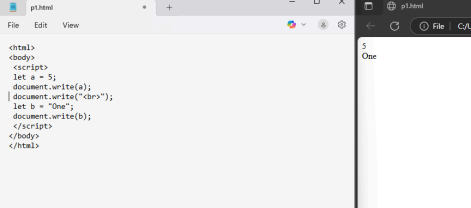 p1.html
p1.html
File Edit View
File C:/U
<html>
<body>
<script>
let a = 5;
document.write(a);
document.write("<br>");
let b = "One";
document.write(b);
</script>
</body>
</html>
5
One